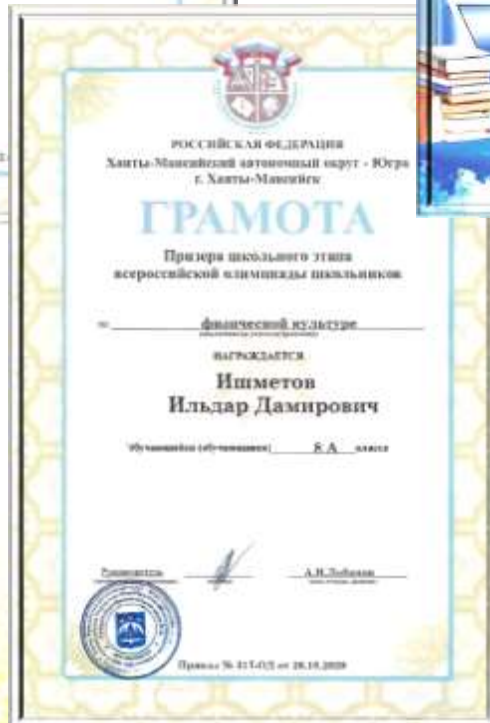 РОССИЙСКАЯ ФЕДЕРАЦИЯ
Ханты-Мансийский автономный округ - Югра
г. Ханты-Мансийск
ГРАМОТА
Призера школьного этапа
всероссийской олимпиады школьников
по физической культуре
НАГРАЖДАЕТСЯ
Ишметов
Ильдар Дамирович
обучающийся (обучающаяся) 8 А класса
Руководитель
Приказ №